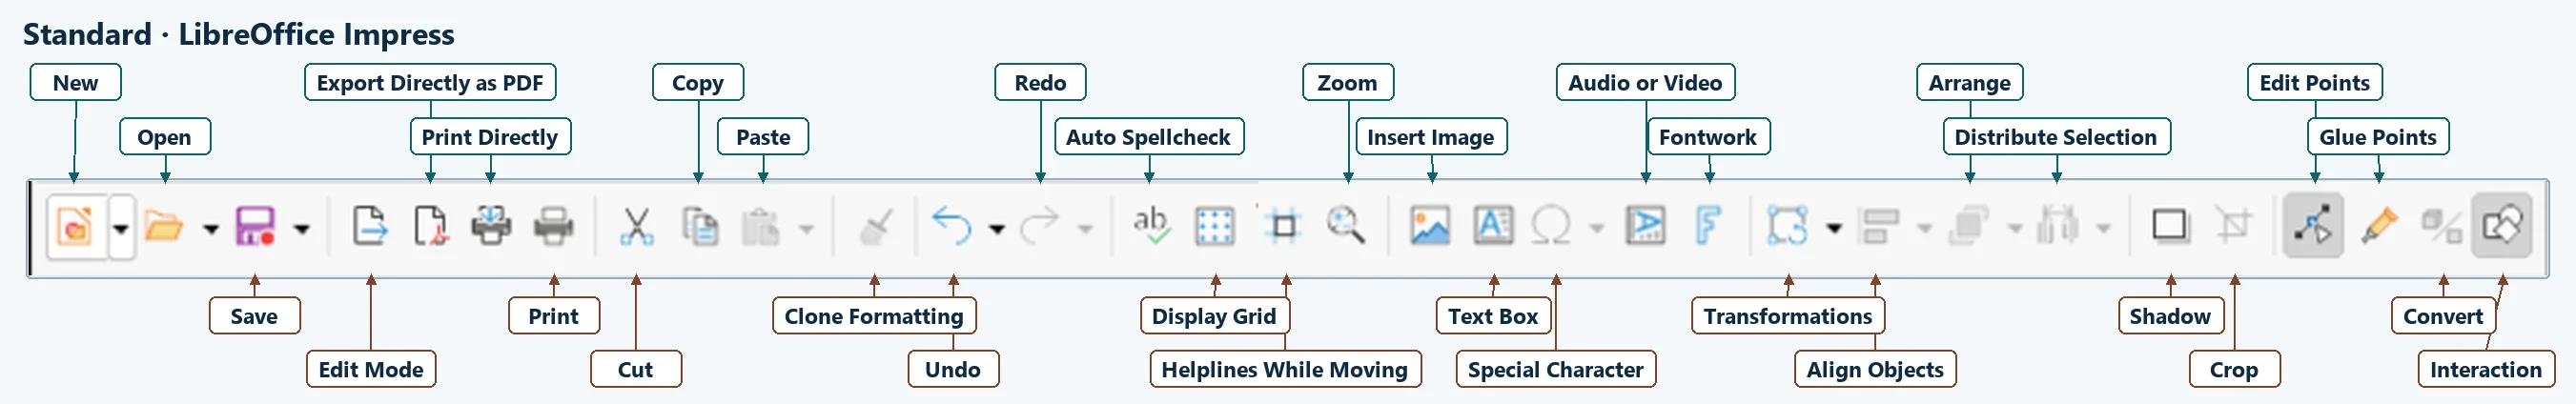 Standard · LibreOffice Impress
New
Export Directly as PDF
Copy
Redo
Zoom
Audio or Video
Arrange
Edit Points
Open
Print Directly
Paste
Auto Spellcheck
Insert Image
Fontwork
Distribute Selection
Glue Points
ab
A
A
F
Save
Print
Clone Formatting
Display Grid
Text Box
Transformations
Shadow
Convert
Edit Mode
Cut
Undo
Helplines While Moving
Special Character
Align Objects
Crop
Interaction